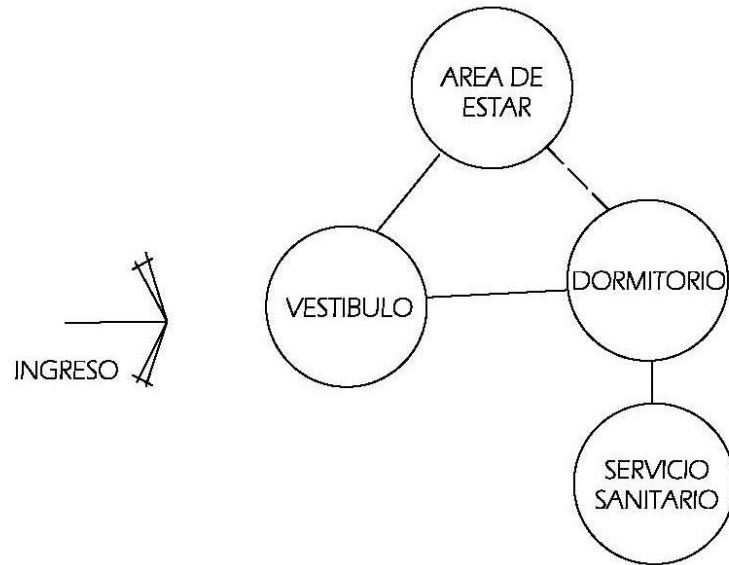 AREA DE
ESTAR
DORMITORIO
VESTIBULO
INGRESO
SERVICIO
SANITARIO